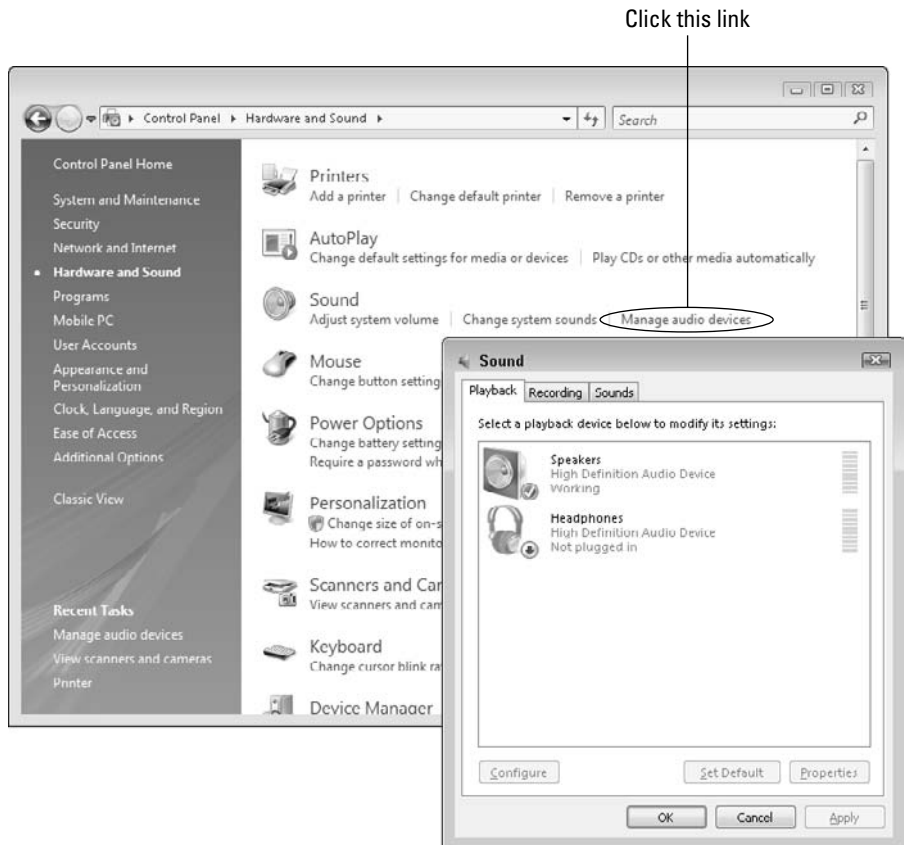 Click this link
Control Panel Hardware and Sound Search
Control Panel Home
System and Maintenance
Security
Network and Internet
Hardware and Sound
Programs
Mobile PC
User Accounts
Appearance and
Personalization
Clock, Language, and Region
Ease of Access
Additional Options
Classic View
Recent Tasks
Manage audio devices
View scanners and cameras
Printer
Printers
Add a printer Change default printer Remove a printer
AutoPlay
Change default settings for media or devices Play CDs or other media automatically
Sound
Adjust system volume Change system sounds Manage audio devices
Mouse
Change button setting
Power Options
Change battery setting
Require a password wh
Personalization
Change size of on-s
How to correct monito
Scanners and Car
View scanners and cam
Keyboard
Change cursor blink ra
Device Manager
Sound
Playback Recording Sounds
Select a playback device below to modify its settings:
Speakers
High Definition Audio Device
Working
Headphones
High Definition Audio Device
Not plugged in
Configure Set Default Properties
OK Cancel Apply